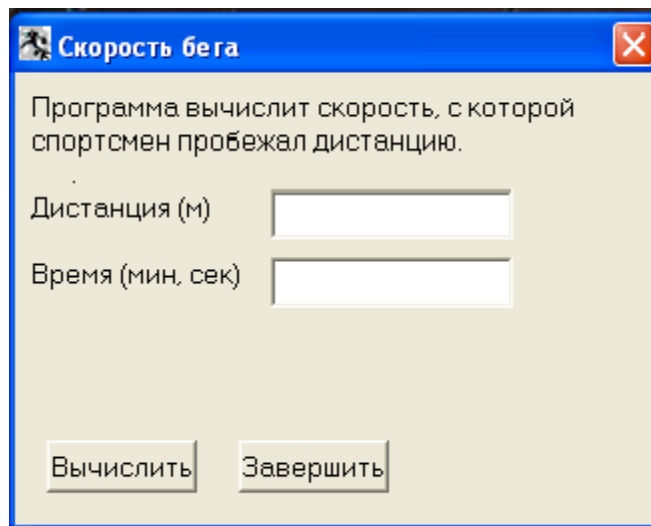 Скорость бега
Программа вычислит скорость, с которой
спортсмен пробежал дистанцию.
Дистанция (м)
Время (мин, сек)
Вычислить
Завершить